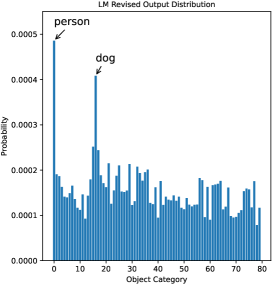 LM Revised Output Distribution
person
dog
Probability
0.0005
0.0004
0.0003
0.0002
0.0001
0.0000
0 10 20 30 40 50 60 70 80
Object Category